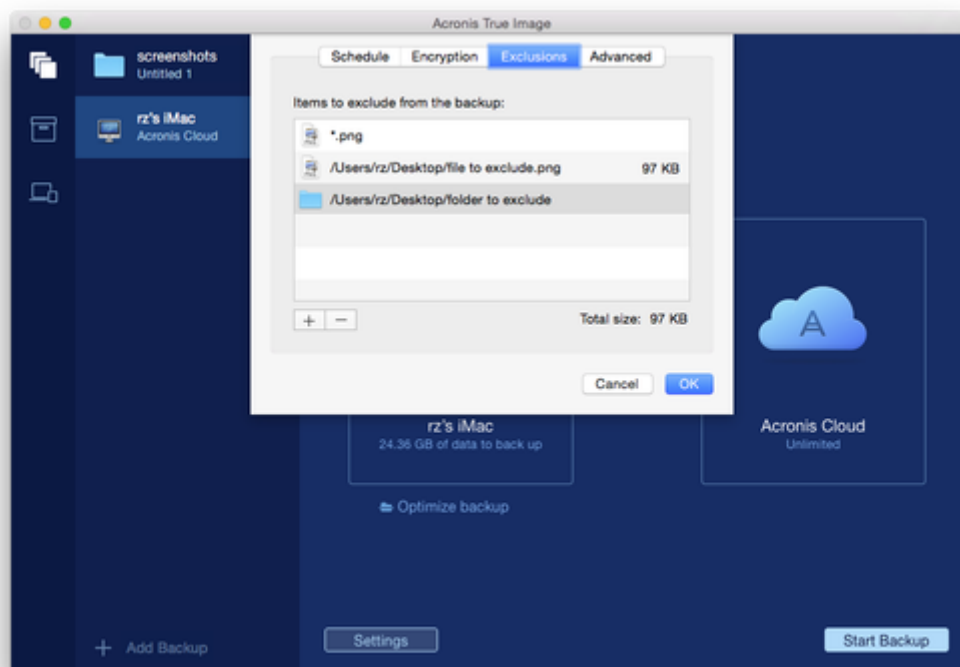 Acronis True Image
screenshots
Untitled 1
rz's iMac
Acronis Cloud
Schedule Encryption Exclusions Advanced
Items to exclude from the backup:
*.png
/Users/rz/Desktop/file to exclude.png 97 KB
/Users/rz/Desktop/folder to exclude
+ −
Total size: 97 KB
Cancel OK
rz's iMac
24.36 GB of data to back up
Optimize backup
Acronis Cloud
Unlimited
+ Add Backup
Settings
Start Backup